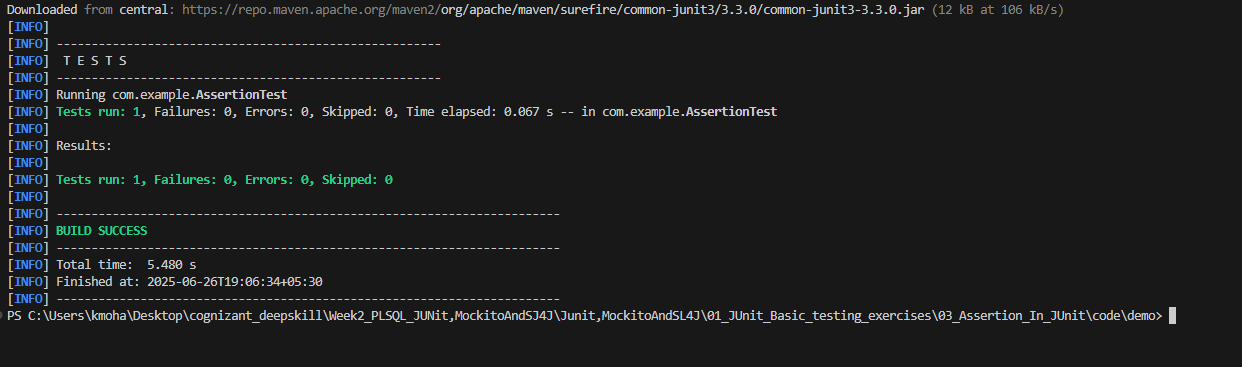 Downloaded from central: https://repo.maven.apache.org/maven2/org/apache/maven/surefire/common-junit3/3.3.0/common-junit3-3.3.0.jar (12 kB at 106 kB/s)
[INFO]
[INFO] -------------------------------------------------------
[INFO]  T E S T S
[INFO] -------------------------------------------------------
[INFO] Running com.example.AssertionTest
[INFO] Tests run: 1, Failures: 0, Errors: 0, Skipped: 0, Time elapsed: 0.067 s -- in com.example.AssertionTest
[INFO]
[INFO] Results:
[INFO]
[INFO] Tests run: 1, Failures: 0, Errors: 0, Skipped: 0
[INFO]
[INFO] ------------------------------------------------------------------------
[INFO] BUILD SUCCESS
[INFO] ------------------------------------------------------------------------
[INFO] Total time:  5.480 s
[INFO] Finished at: 2025-06-26T19:06:34+05:30
[INFO] ------------------------------------------------------------------------
PS C:\Users\kmoha\Desktop\cognizant_deepskill\Week2_PLSQL_JUNit,MockitoAndSJ4J\Junit,MockitoAndSL4J\01_JUnit_Basic_testing_exercises\03_Assertion_In_JUnit\code\demo>